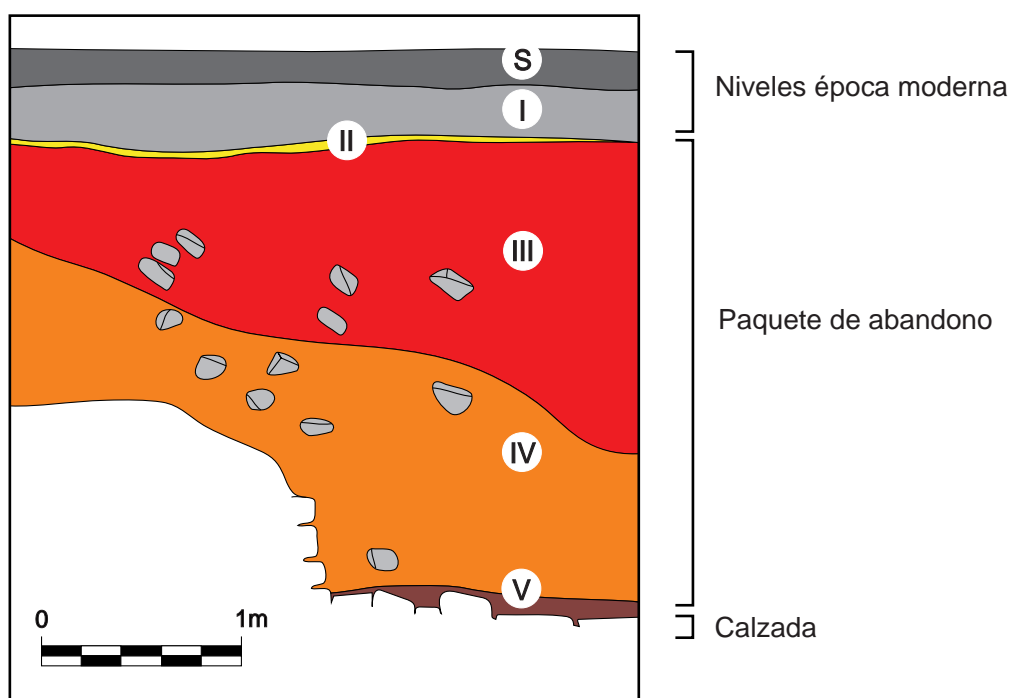 S
Niveles época moderna
I
II
III
Paquete de abandono
IV
V
0 1m
Calzada